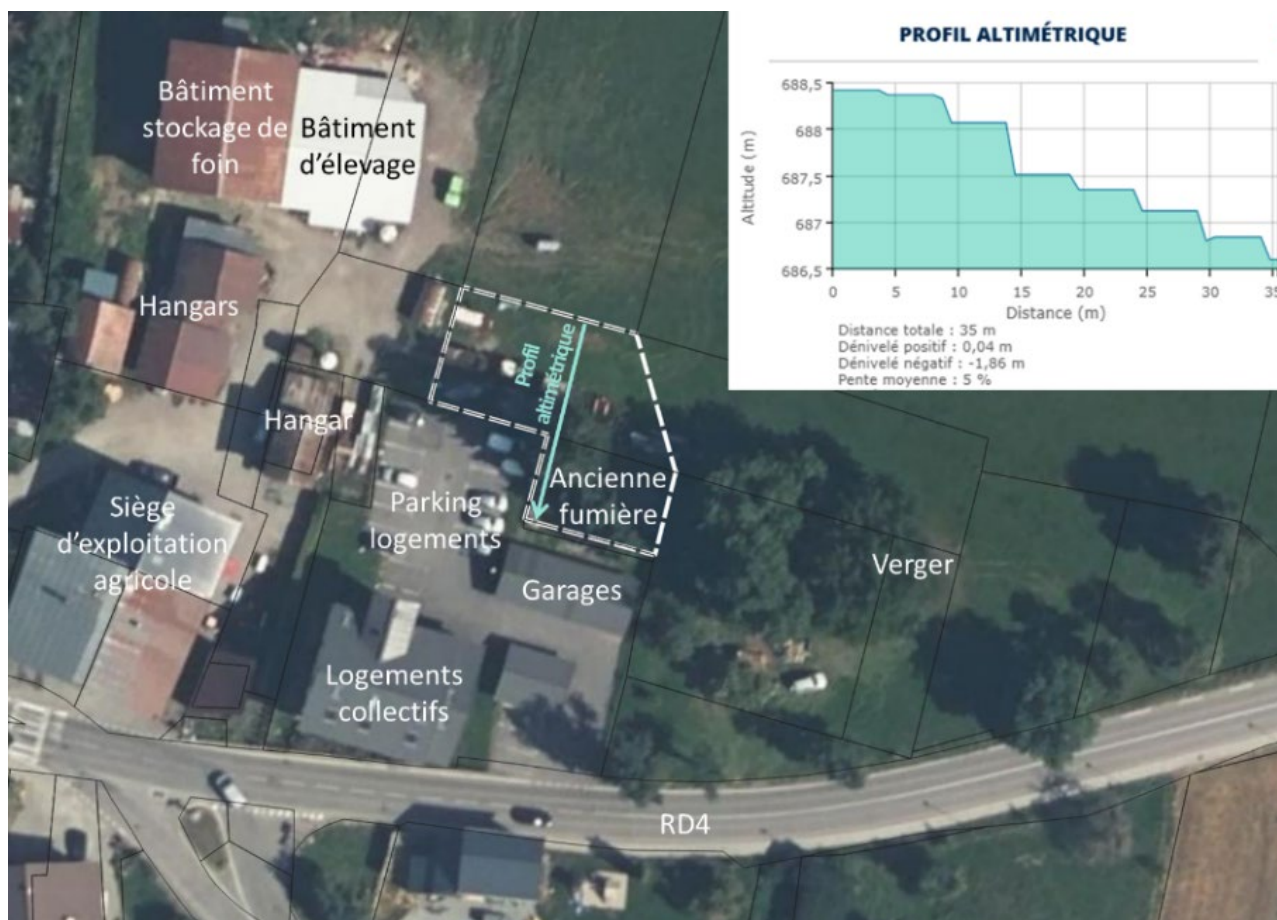 PROFIL ALTIMÉTRIQUE
688,5
688
687,5
687
686,5
Altitude (m)
0 5 10 15 20 25 30 35
Distance (m)
Distance totale : 35 m
Dénivelé positif : 0,04 m
Dénivelé négatif : -1,86 m
Pente moyenne : 5 %
Bâtiment
stockage de
foin
Bâtiment
d’élevage
Hangars
Profil
altimétrique
Hangar
Ancienne
fumière
Parking
logements
Siège
d’exploitation
agricole
Verger
Garages
Logements
collectifs
RD4